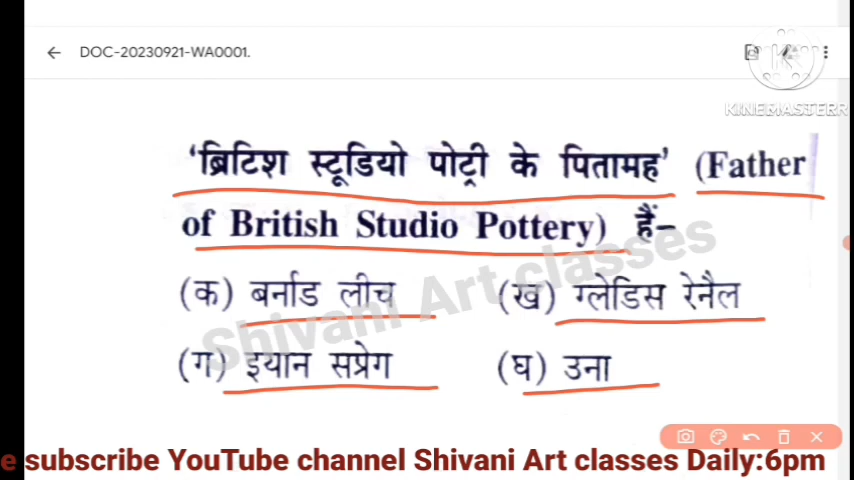 DOC-20230921-WA0001.
KINEMASTER
'ब्रिटिश स्टूडियो पोट्री के पितामह' (Father
of British Studio Pottery) हैं–
(क) बर्नाड लीच (ख) ग्लेडिस रेनैल
(ग) इयान सप्रेग (घ) उना
Shivani Art classes
e subscribe YouTube channel Shivani Art classes Daily:6pm